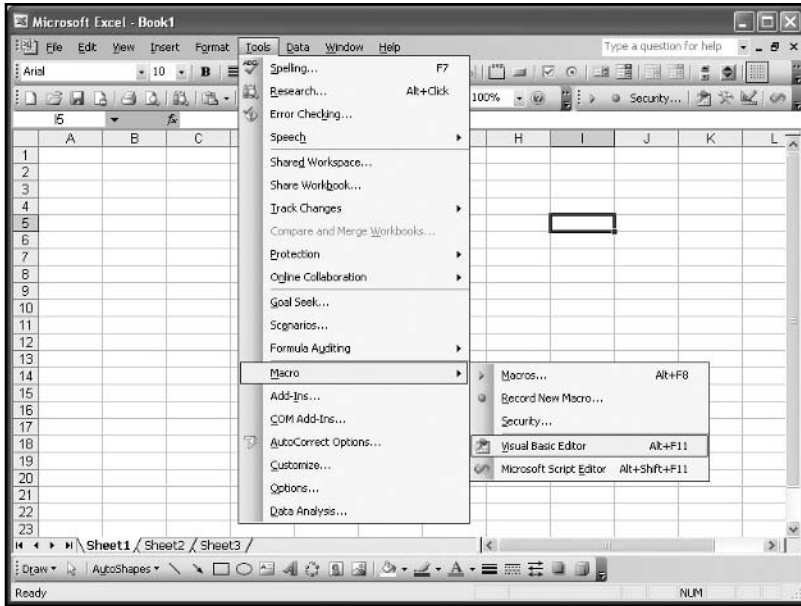 Microsoft Excel - Book1
File Edit View Insert Format Tools Data Window Help Type a question for help
Arial 10 B
100% Security...
I5 fx
A B C H I J K L
1
2
3
4
5
6
7
8
9
10
11
12
13
14
15
16
17
18
19
20
21
22
23
Spelling... F7
Research... Alt+Click
Error Checking...
Speech
Shared Workspace...
Share Workbook...
Track Changes
Compare and Merge Workbooks...
Protection
Online Collaboration
Goal Seek...
Scenarios...
Formula Auditing
Macro
Add-Ins...
COM Add-Ins...
AutoCorrect Options...
Customize...
Options...
Data Analysis...
Macros... Alt+F8
Record New Macro...
Security...
Visual Basic Editor Alt+F11
Microsoft Script Editor Alt+Shift+F11
Sheet1 / Sheet2 / Sheet3 /
Draw AutoShapes A
Ready NUM